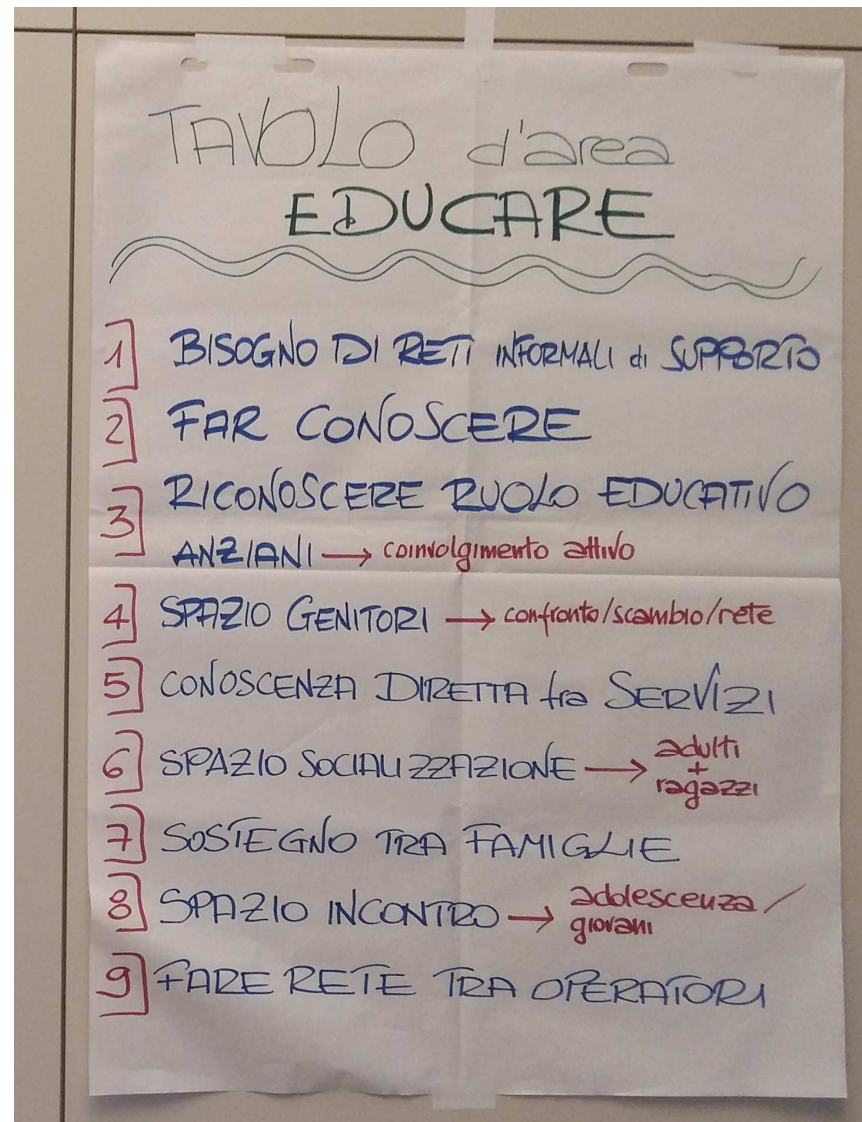 TAVOLO d'area
EDUCARE
1] BISOGNO DI RETI INFORMALI di SUPPORTO
2] FAR CONOSCERE
3] RICONOSCERE RUOLO EDUCATIVO
ANZIANI → coinvolgimento attivo
4] SPAZIO GENITORI → confronto/scambio/rete
5] CONOSCENZA DIRETTA fra SERVIZI
6] SPAZIO SOCIALIZZAZIONE → adulti
+
ragazzi
7] SOSTEGNO TRA FAMIGLIE
8] SPAZIO INCONTRO → adolescenza/
giovani
9] FARE RETE TRA OPERATORI